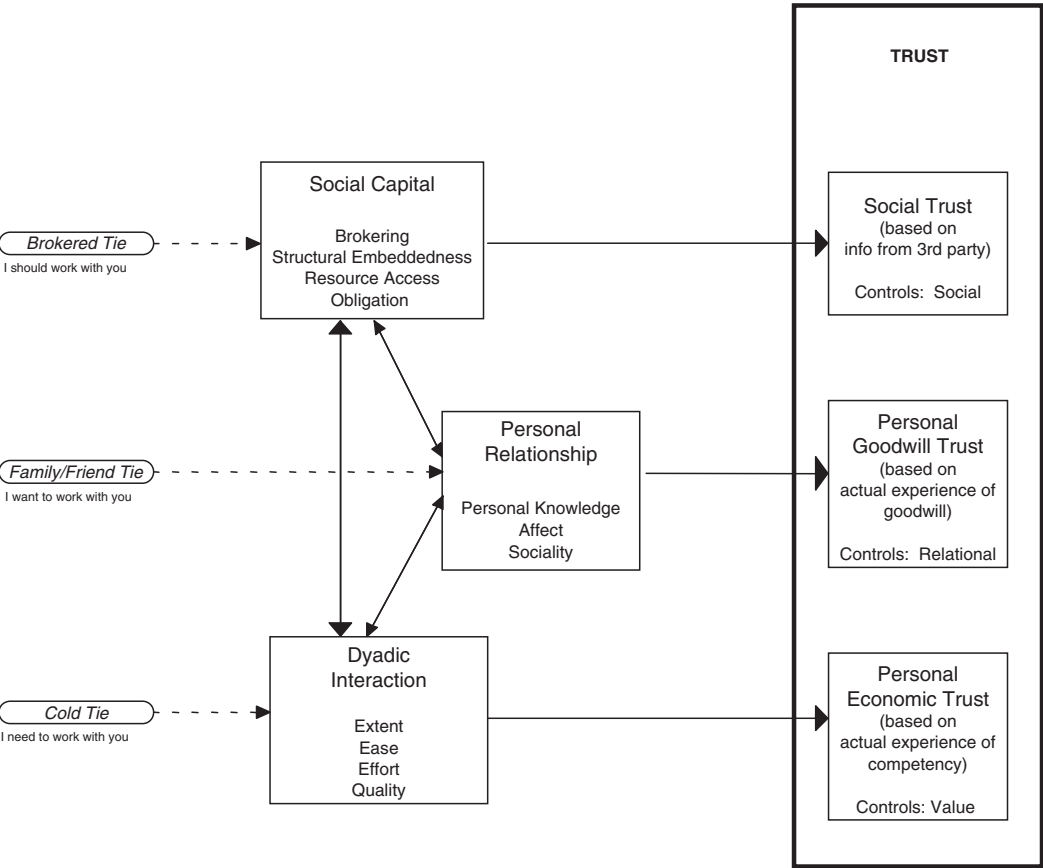 TRUST
Social Capital
Brokering
Structural Embeddedness
Resource Access
Obligation
Social Trust
(based on
info from 3rd party)
Controls: Social
Brokered Tie
I should work with you
Personal
Relationship
Personal Knowledge
Affect
Sociality
Personal
Goodwill Trust
(based on
actual experience of
goodwill)
Controls: Relational
Family/Friend Tie
I want to work with you
Dyadic
Interaction
Extent
Ease
Effort
Quality
Personal
Economic Trust
(based on
actual experience of
competency)
Controls: Value
Cold Tie
I need to work with you